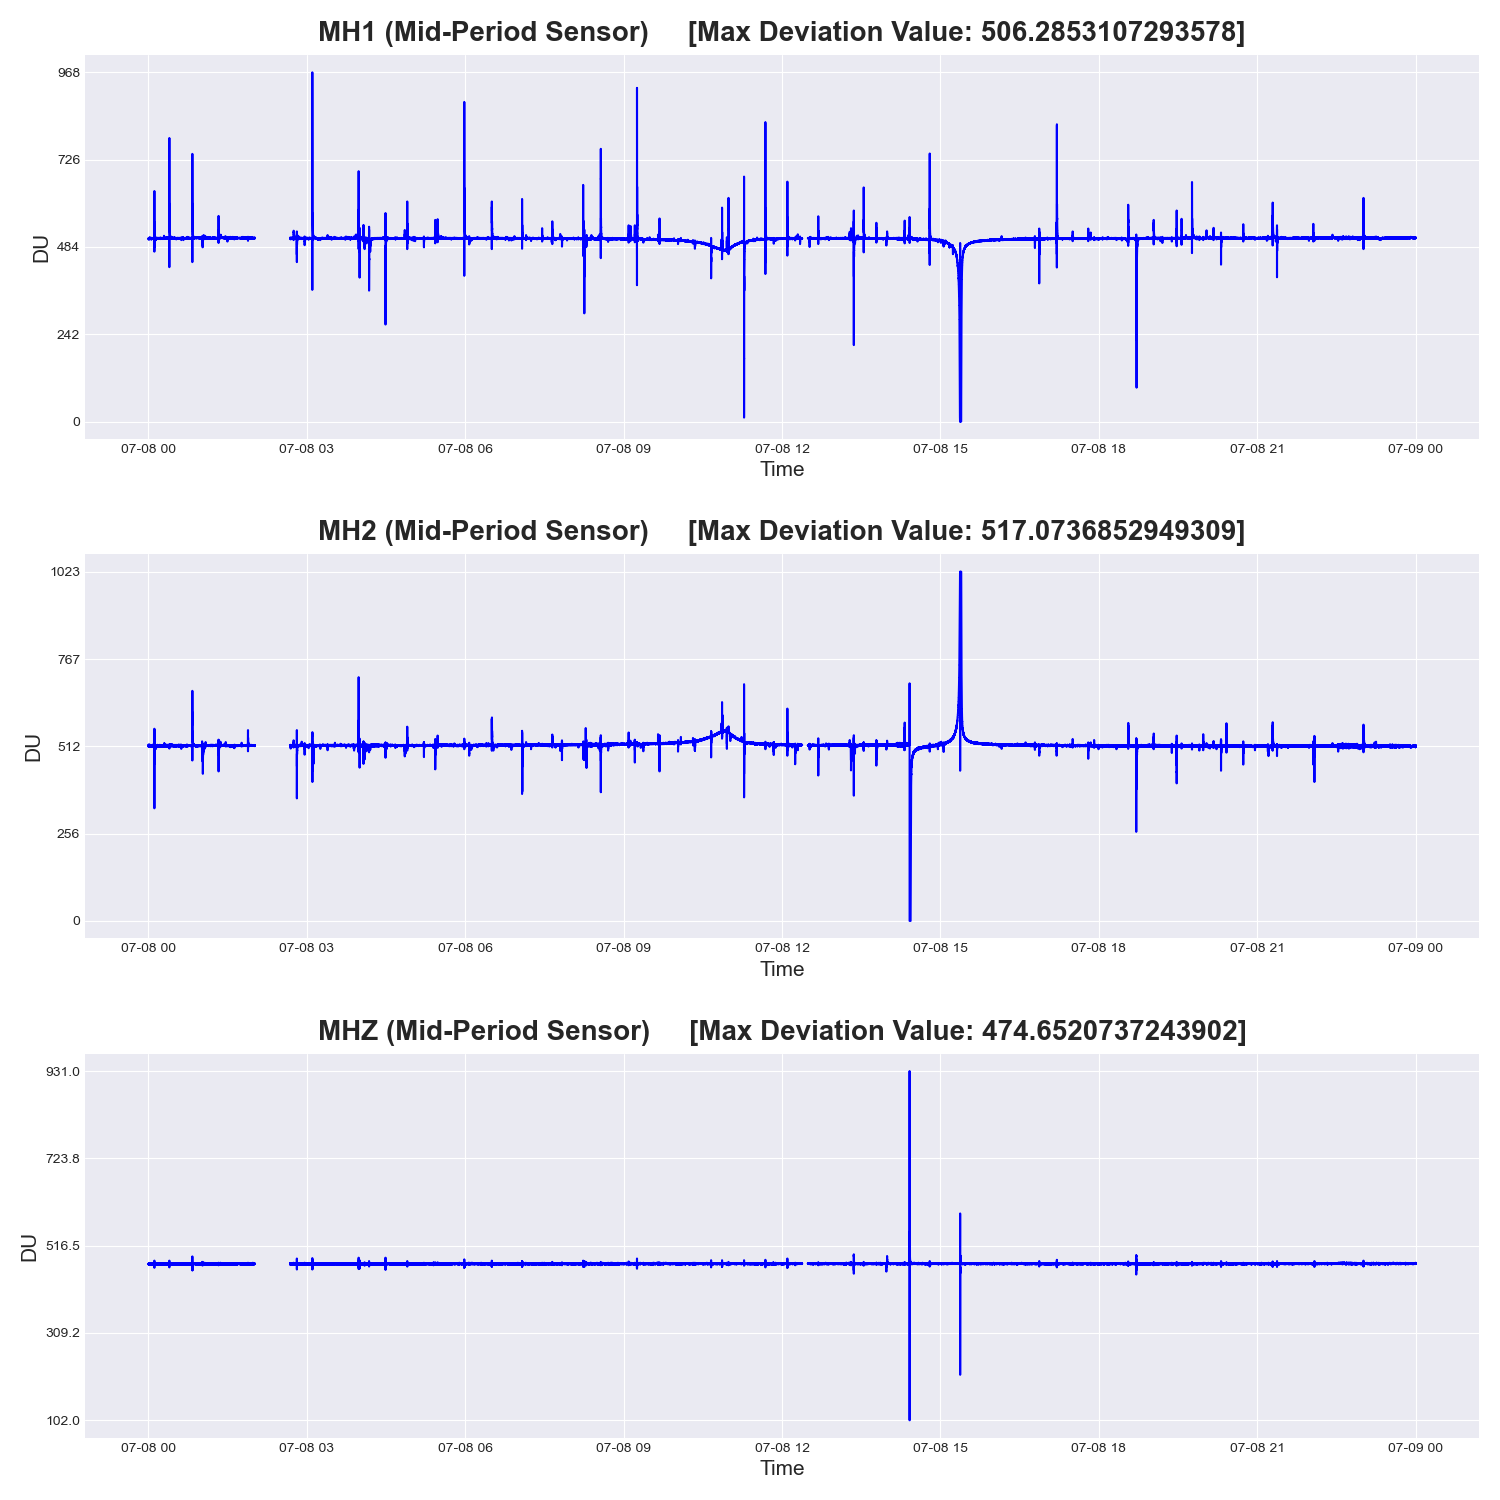 MH1 (Mid-Period Sensor) [Max Deviation Value: 506.2853107293578]
968
726
484
242
0
DU
07-08 00 07-08 03 07-08 06 07-08 09 07-08 12 07-08 15 07-08 18 07-08 21 07-09 00
Time
MH2 (Mid-Period Sensor) [Max Deviation Value: 517.0736852949309]
1023
767
512
256
0
DU
07-08 00 07-08 03 07-08 06 07-08 09 07-08 12 07-08 15 07-08 18 07-08 21 07-09 00
Time
MHZ (Mid-Period Sensor) [Max Deviation Value: 474.6520737243902]
931.0
723.8
516.5
309.2
102.0
DU
07-08 00 07-08 03 07-08 06 07-08 09 07-08 12 07-08 15 07-08 18 07-08 21 07-09 00
Time